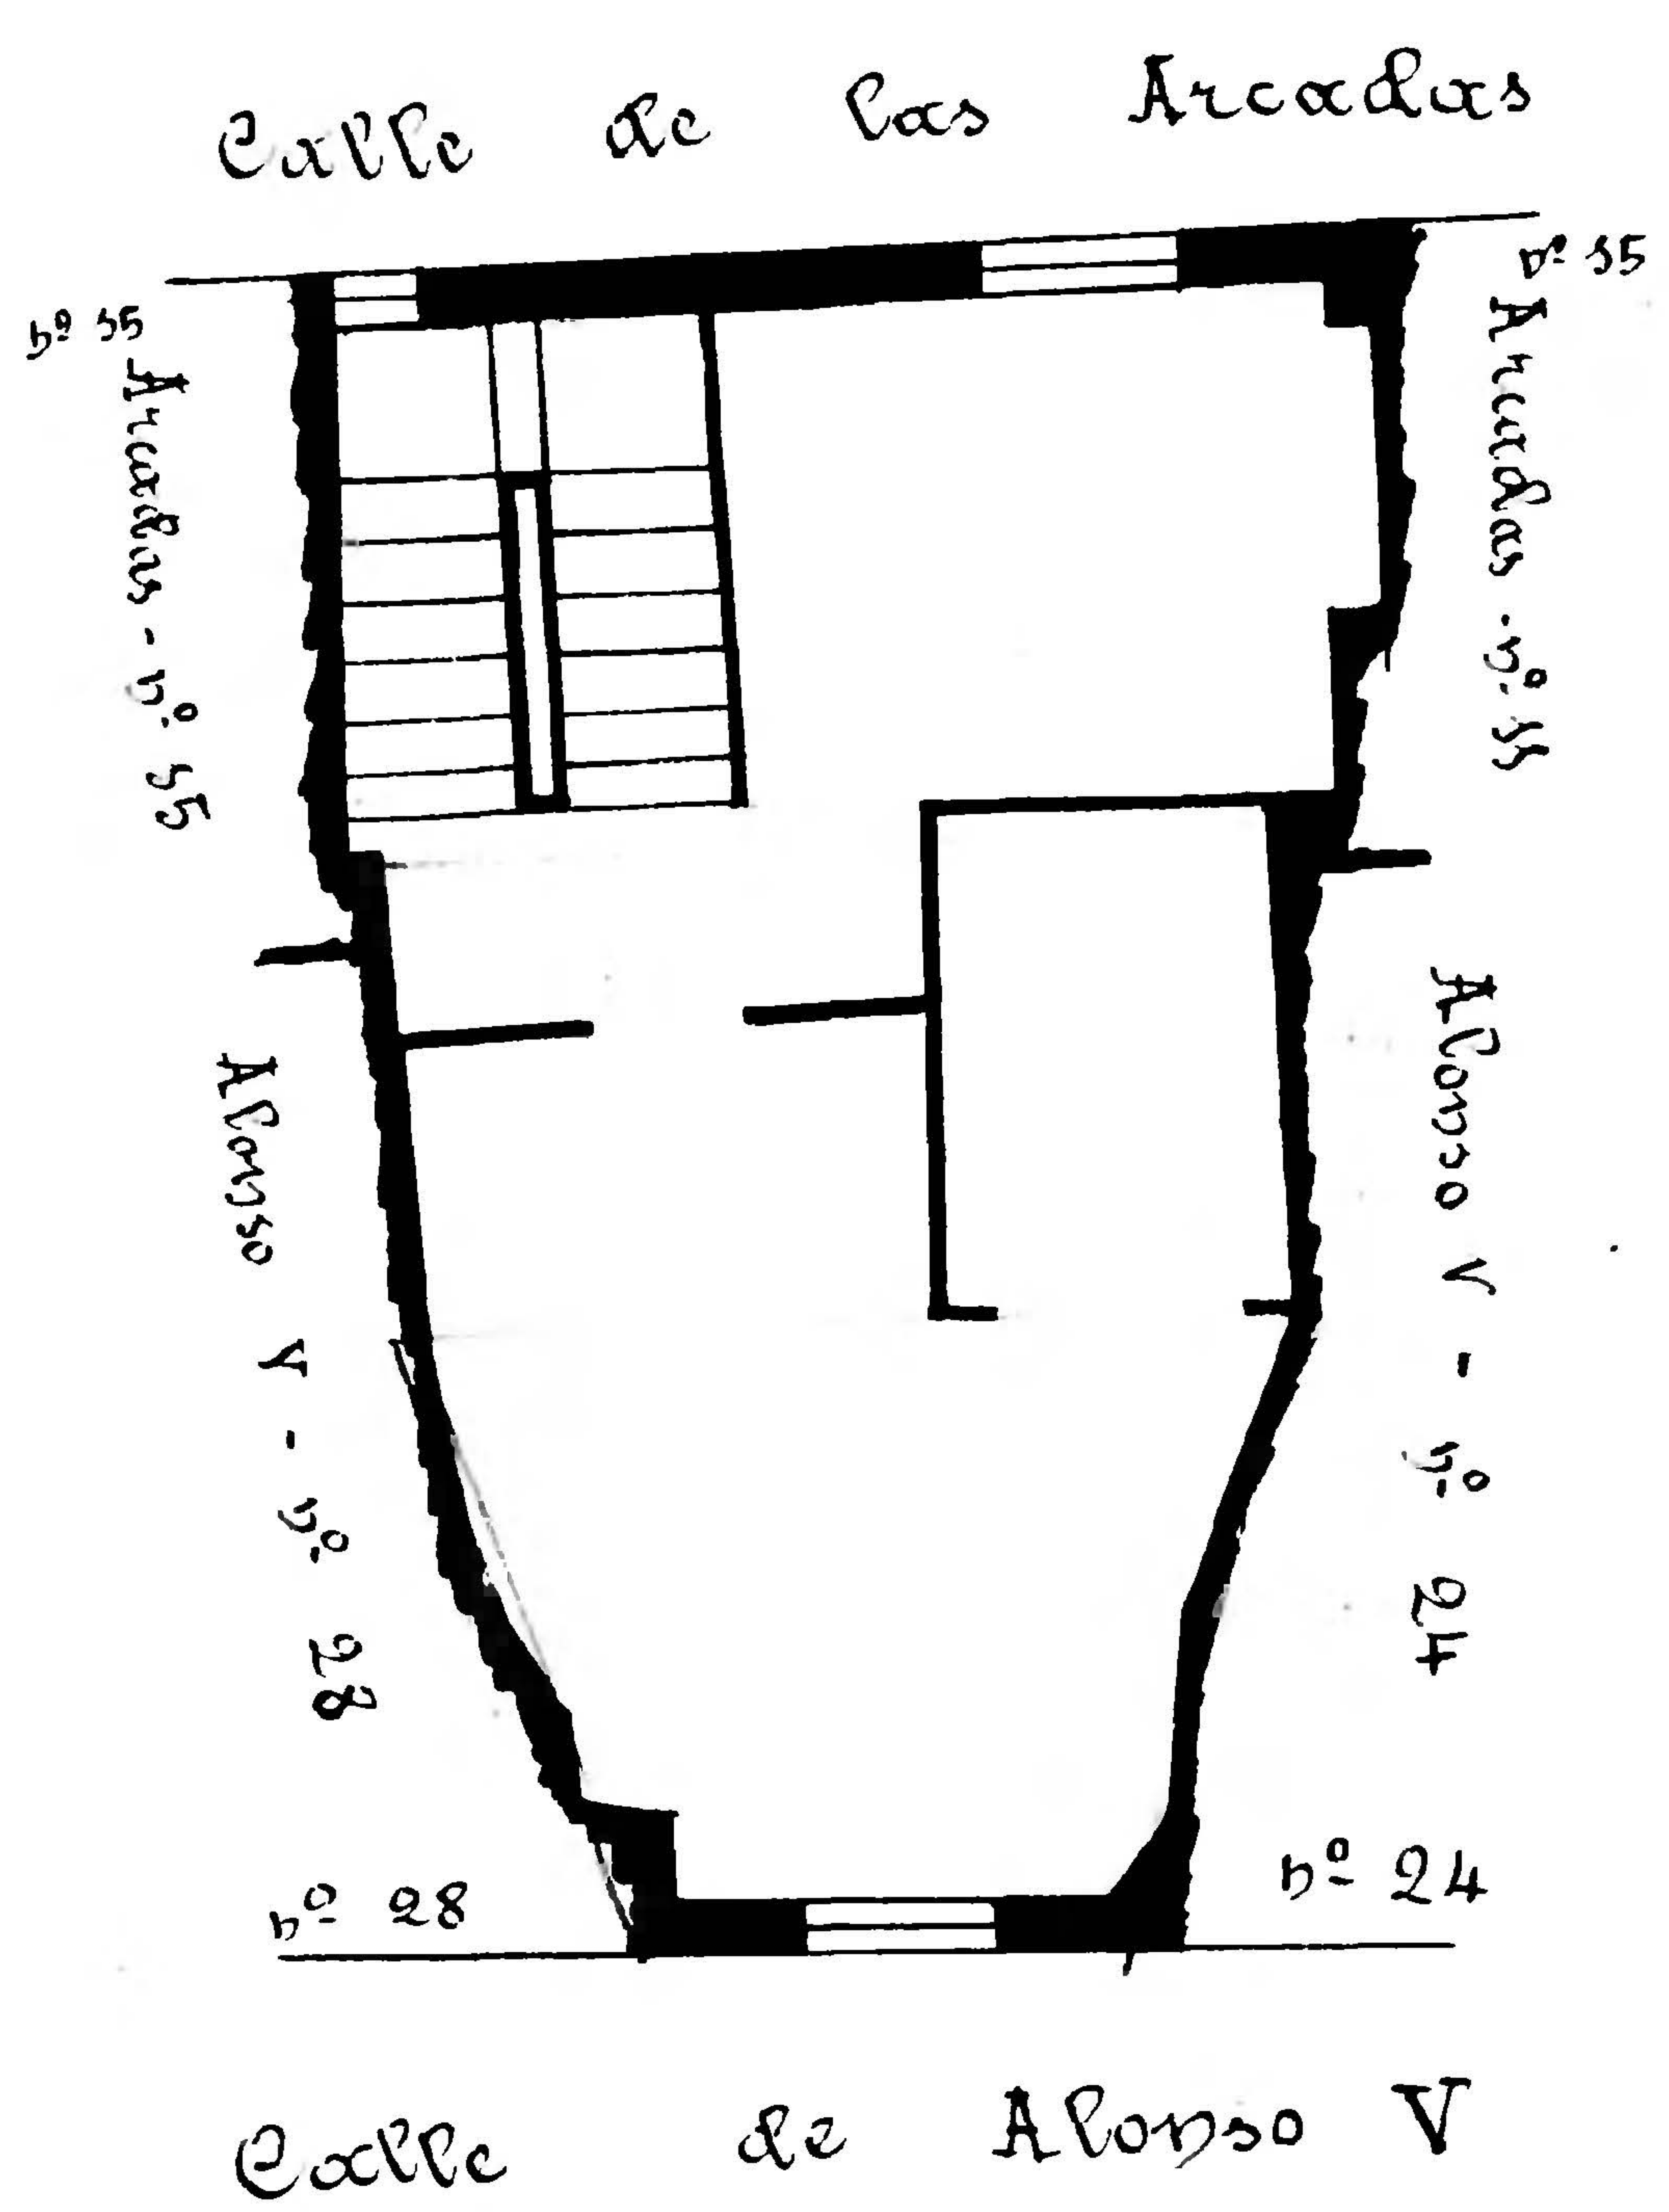 Calle de las Arcadas
nº 55
nº 55
Arcadas - nº 55
Arcadas - nº 55
Alonso V - nº 28
Alonso V - nº 24
nº 28
nº 24
Calle de Alonso V